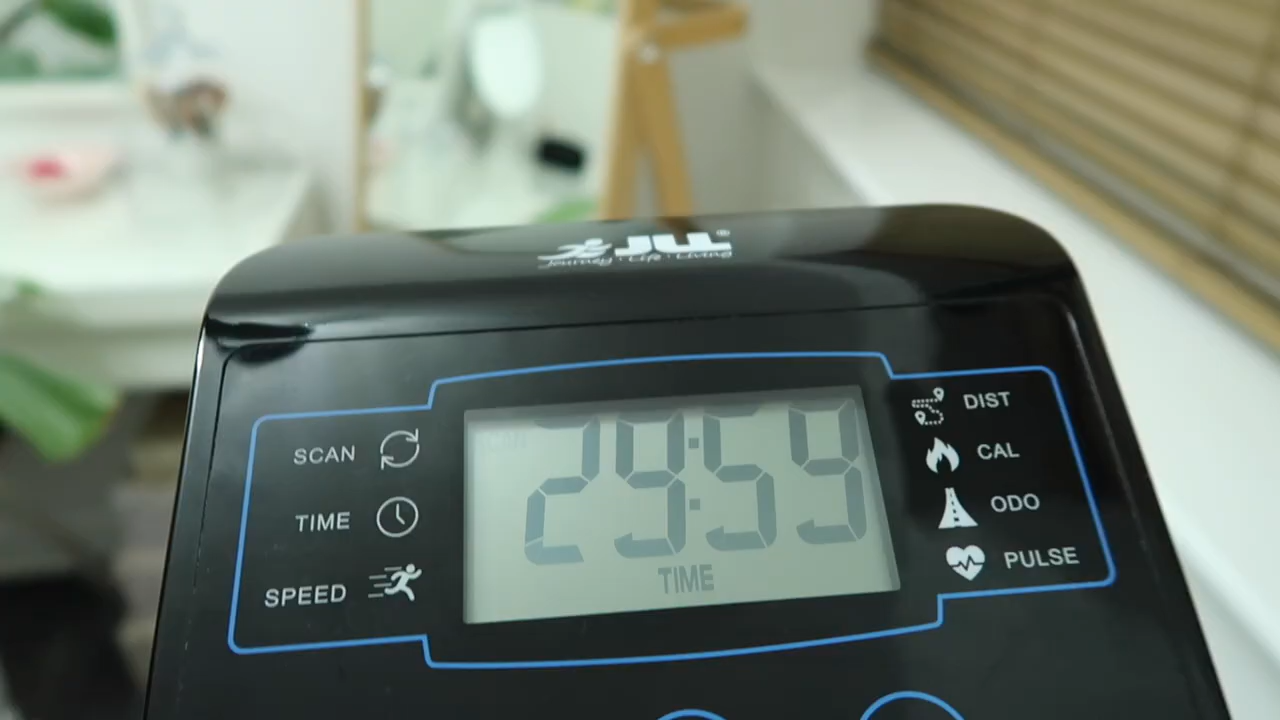 JLL®
Journey · Life · Living
SCAN
TIME
SPEED
29:59
TIME
DIST
CAL
ODO
PULSE